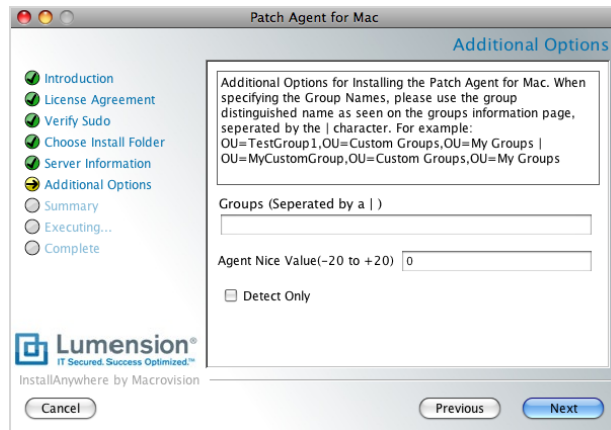 Patch Agent for Mac
Additional Options
Introduction
License Agreement
Verify Sudo
Choose Install Folder
Server Information
Additional Options
Summary
Executing...
Complete
Additional Options for Installing the Patch Agent for Mac. When
specifying the Group Names, please use the group
distinguished name as seen on the groups information page,
seperated by the | character. For example:
OU=TestGroup1,OU=Custom Groups,OU=My Groups |
OU=MyCustomGroup,OU=Custom Groups,OU=My Groups
Groups (Seperated by a | )
Agent Nice Value(-20 to +20) 0
Detect Only
Lumension®
IT Secured. Success Optimized.™
InstallAnywhere by Macrovision
Cancel Previous Next